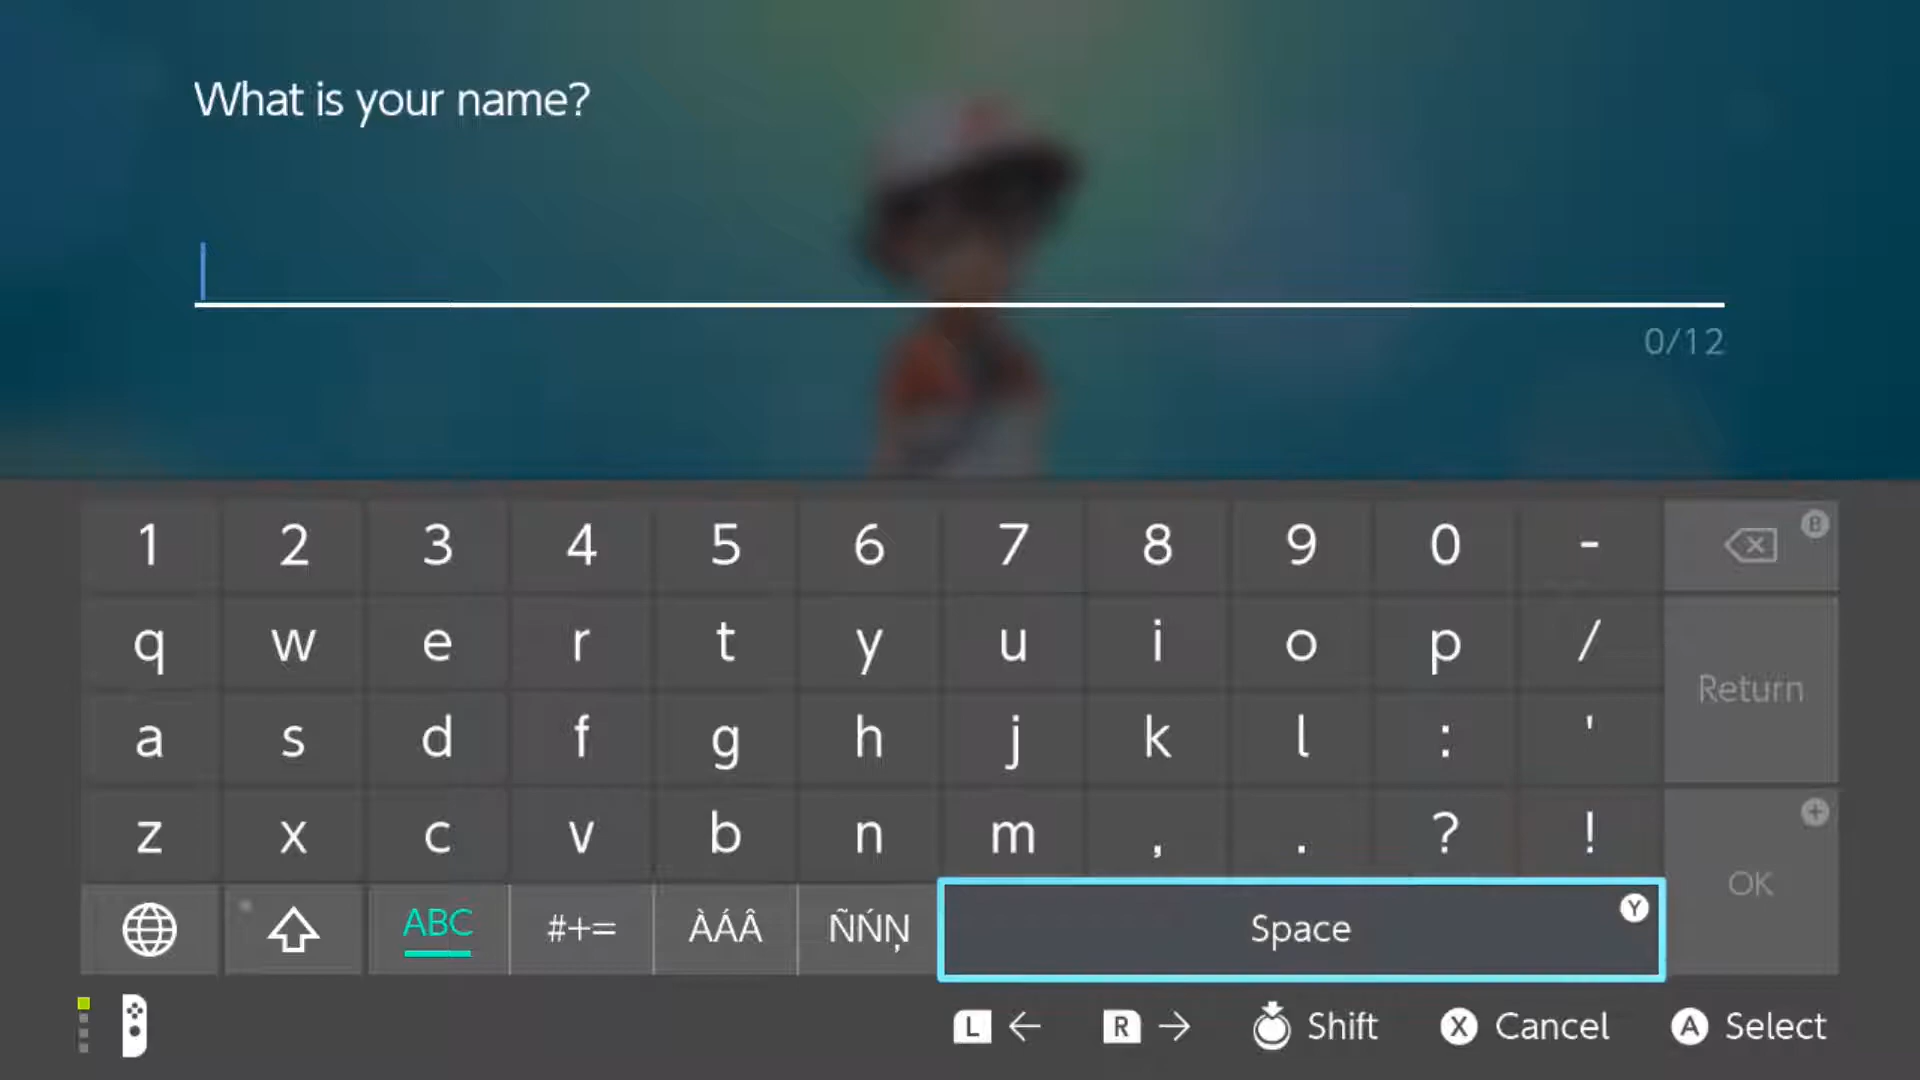 What is your name?
0/12
1 2 3 4 5 6 7 8 9 0 - B
q w e r t y u i o p /
Return
a s d f g h j k l : '
z x c v b n m , . ? ! +
OK
ABC #+= ÀÁÂ ÑŃŅ Space Y
L ← R → Shift X Cancel A Select